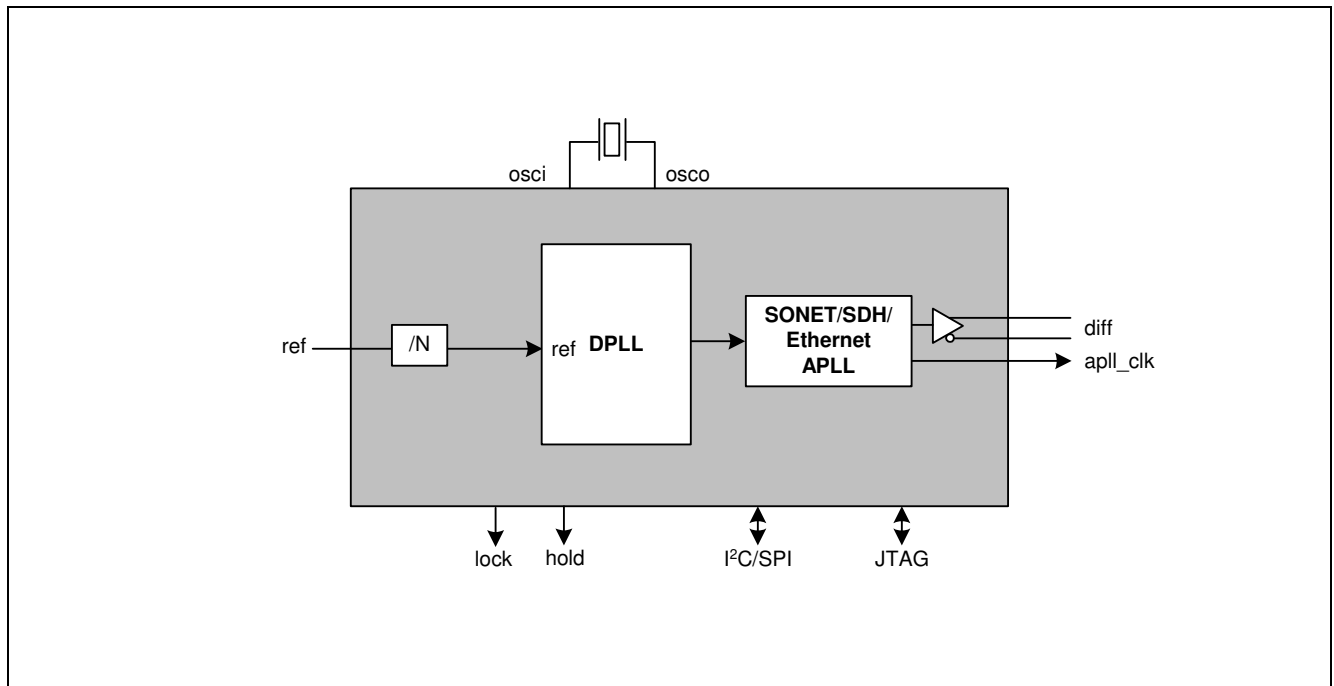 osci
osco
ref
/N
ref
DPLL
SONET/SDH/
Ethernet
APLL
diff
apll_clk
lock
hold
I²C/SPI
JTAG